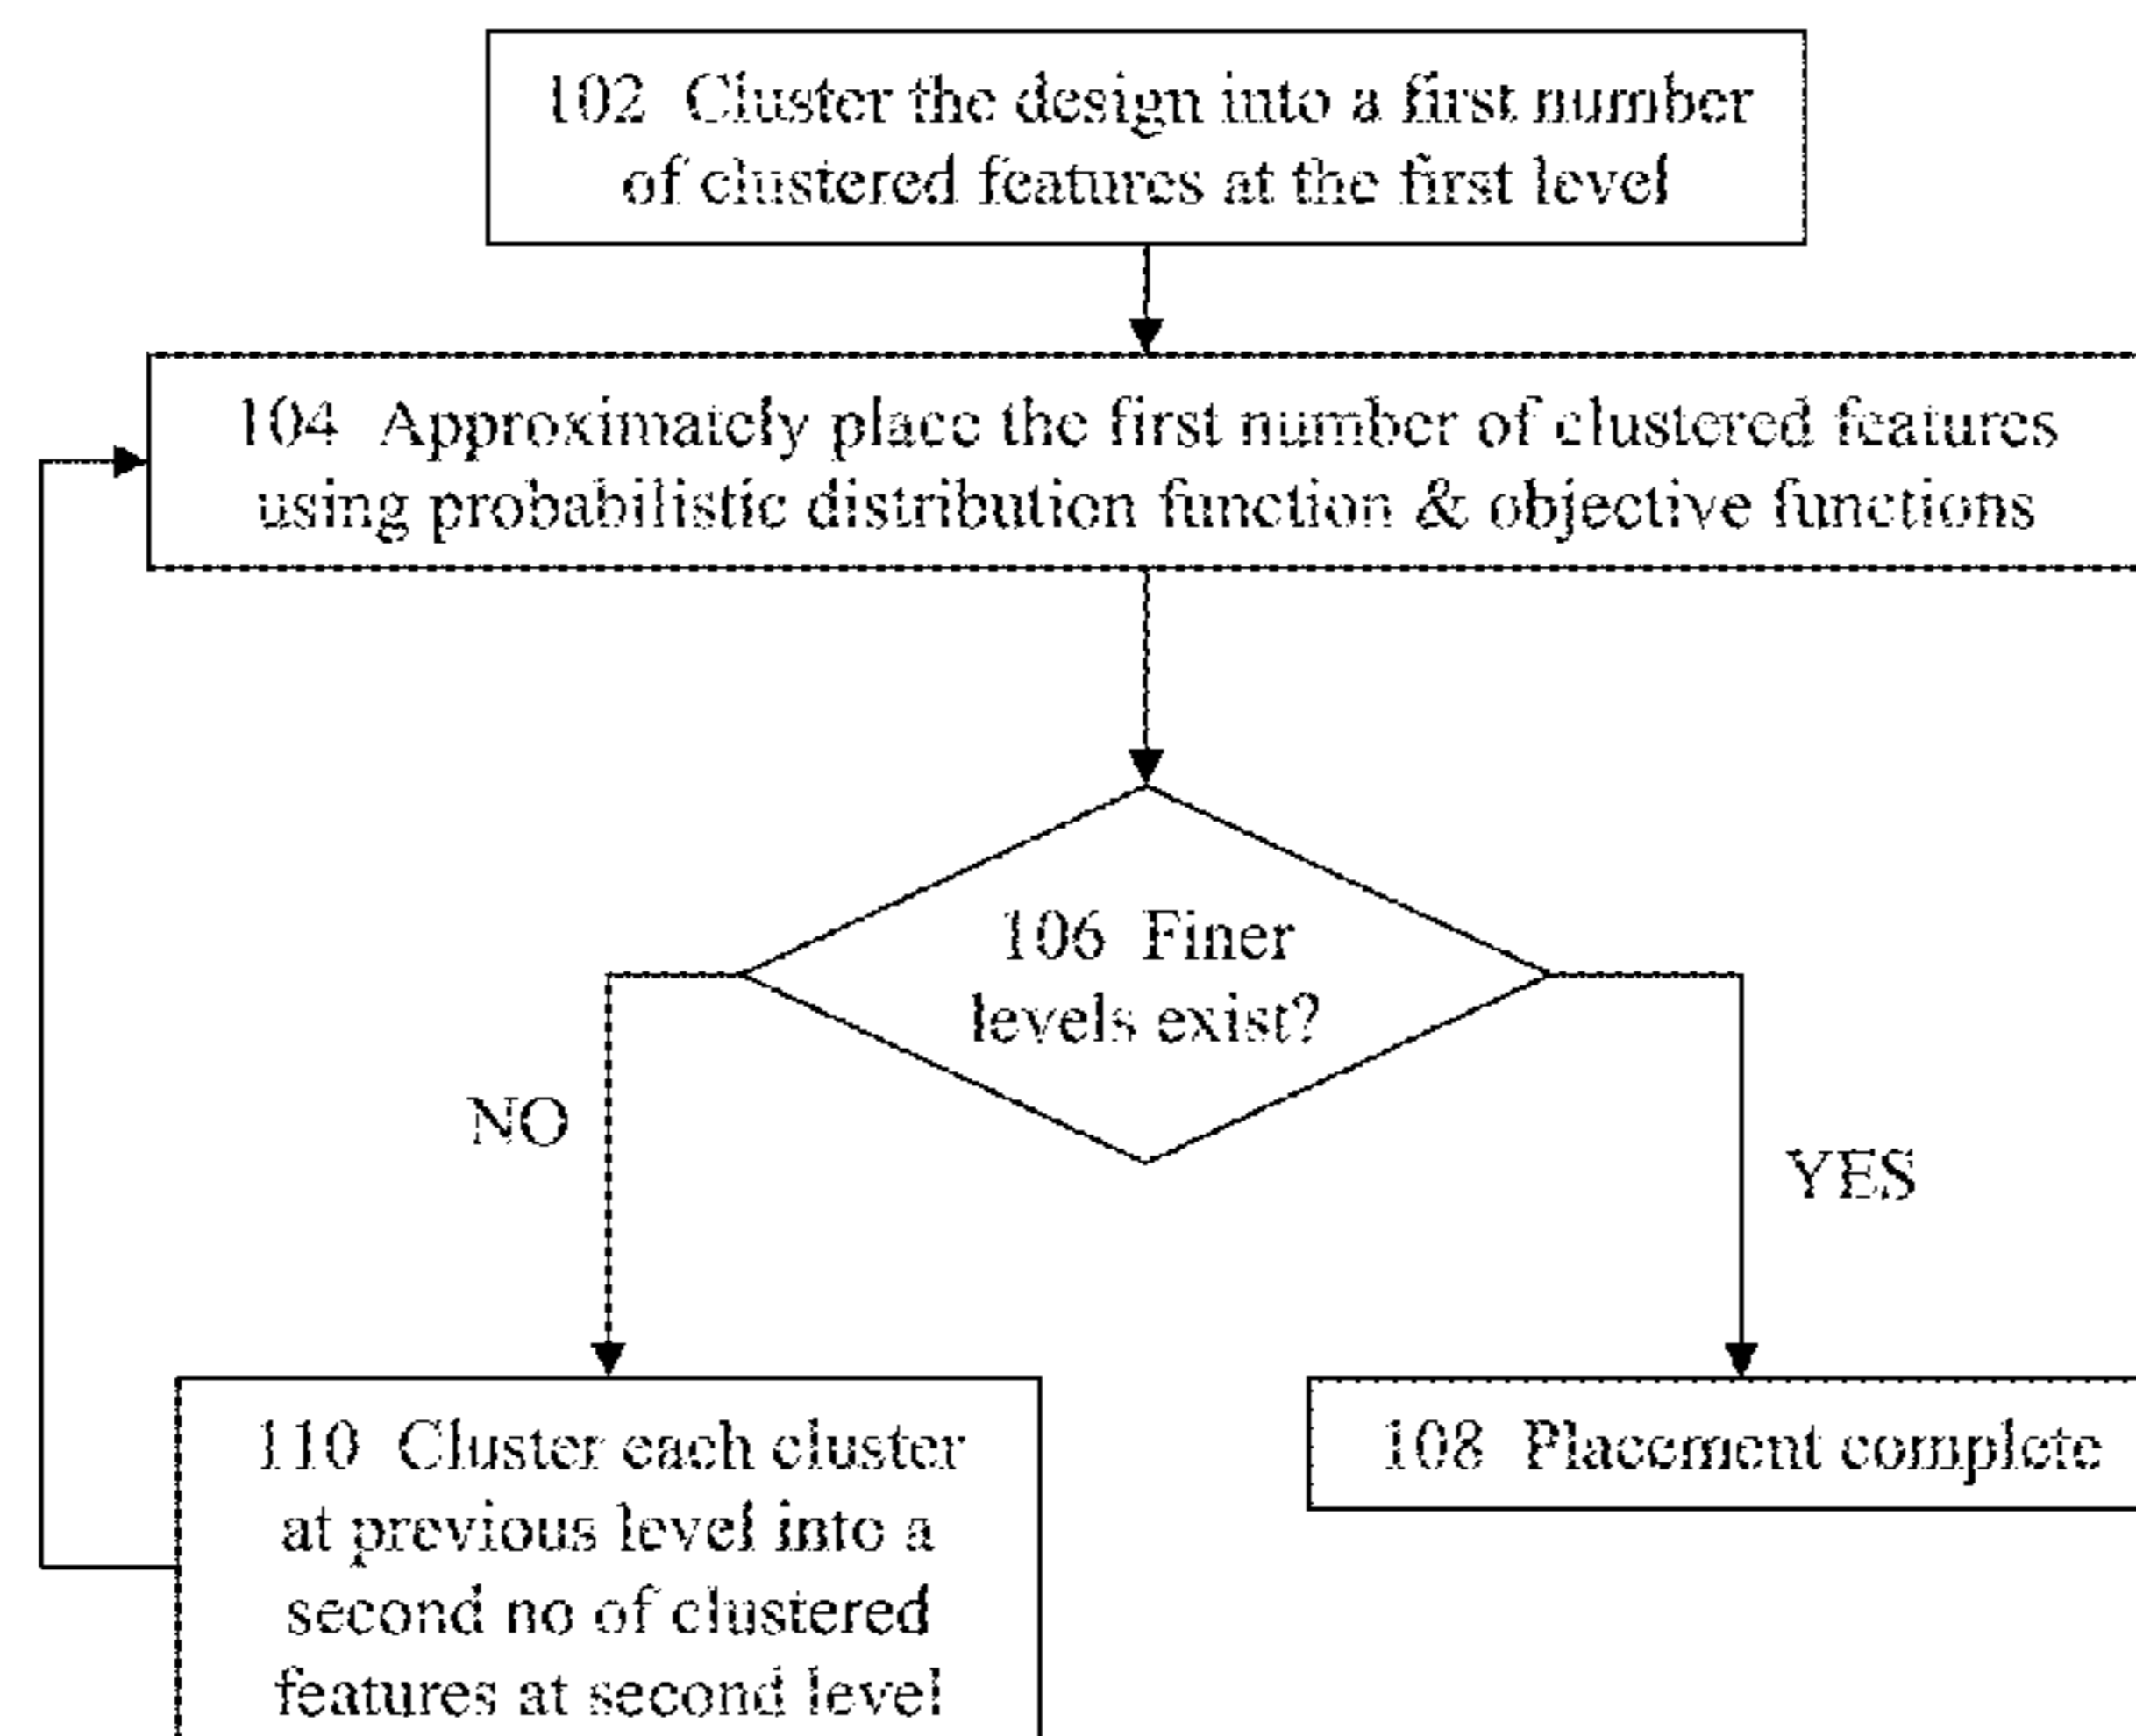 102 Cluster the design into a first number
of clustered features at the first level
104 Approximately place the first number of clustered features
using probabilistic distribution function & objective functions
106 Finer
levels exist?
NO
YES
110 Cluster each cluster
at previous level into a
second no of clustered
features at second level
108 Placement complete